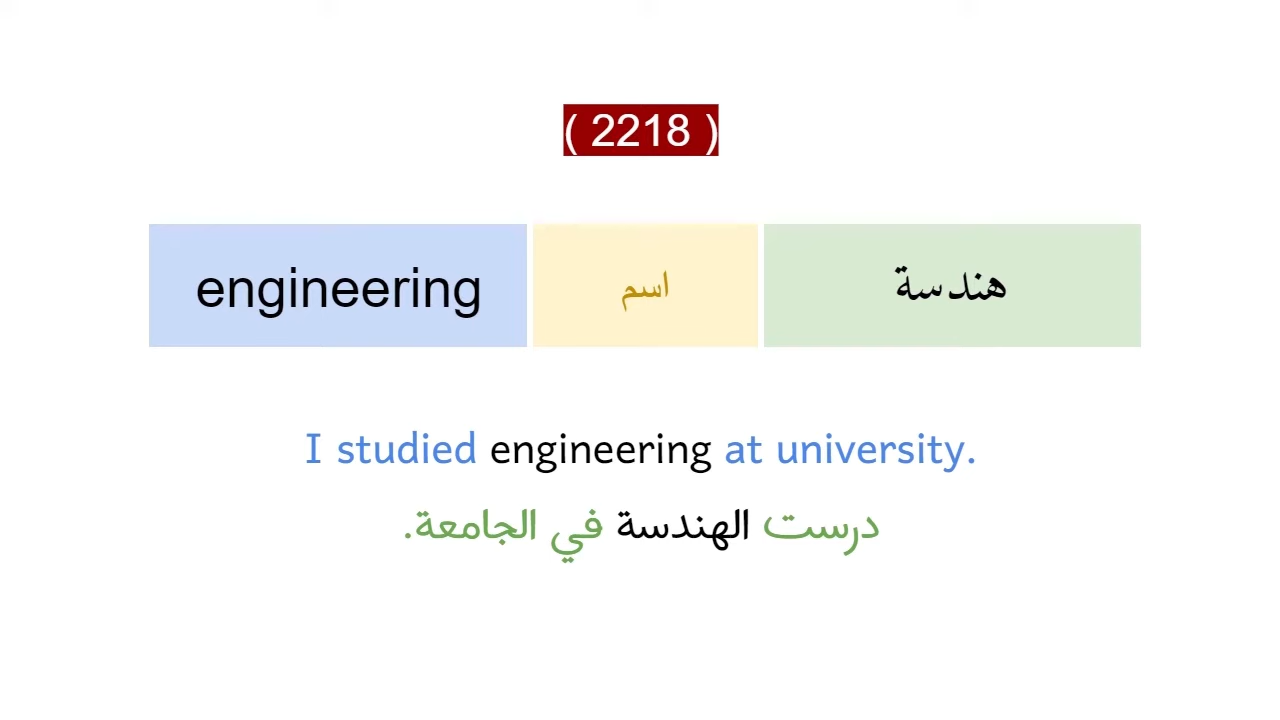 ( 2218 )
engineering اسم هندسة
I studied engineering at university.
درست الهندسة في الجامعة.